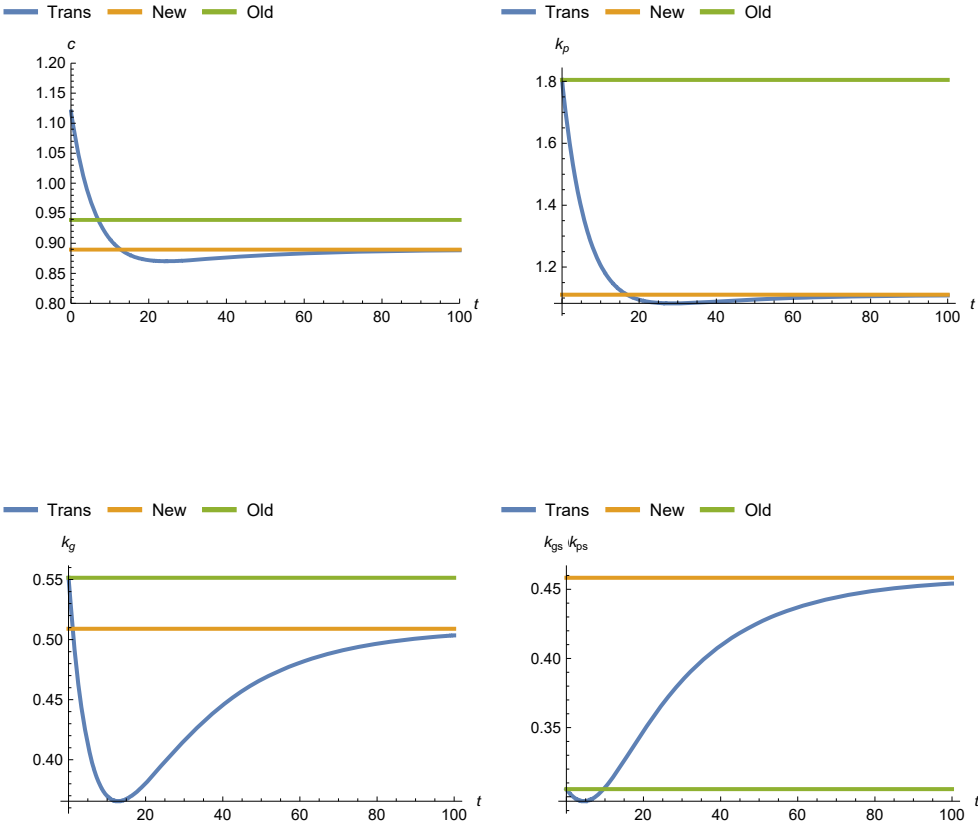 Trans New Old
c
1.20
1.15
1.10
1.05
1.00
0.95
0.90
0.85
0.80
0 20 40 60 80 100
t
Trans New Old
k_p
1.8
1.6
1.4
1.2
20 40 60 80 100
t
Trans New Old
k_g
0.55
0.50
0.45
0.40
20 40 60 80 100
t
Trans New Old
k_gs / k_ps
0.45
0.40
0.35
20 40 60 80 100
t